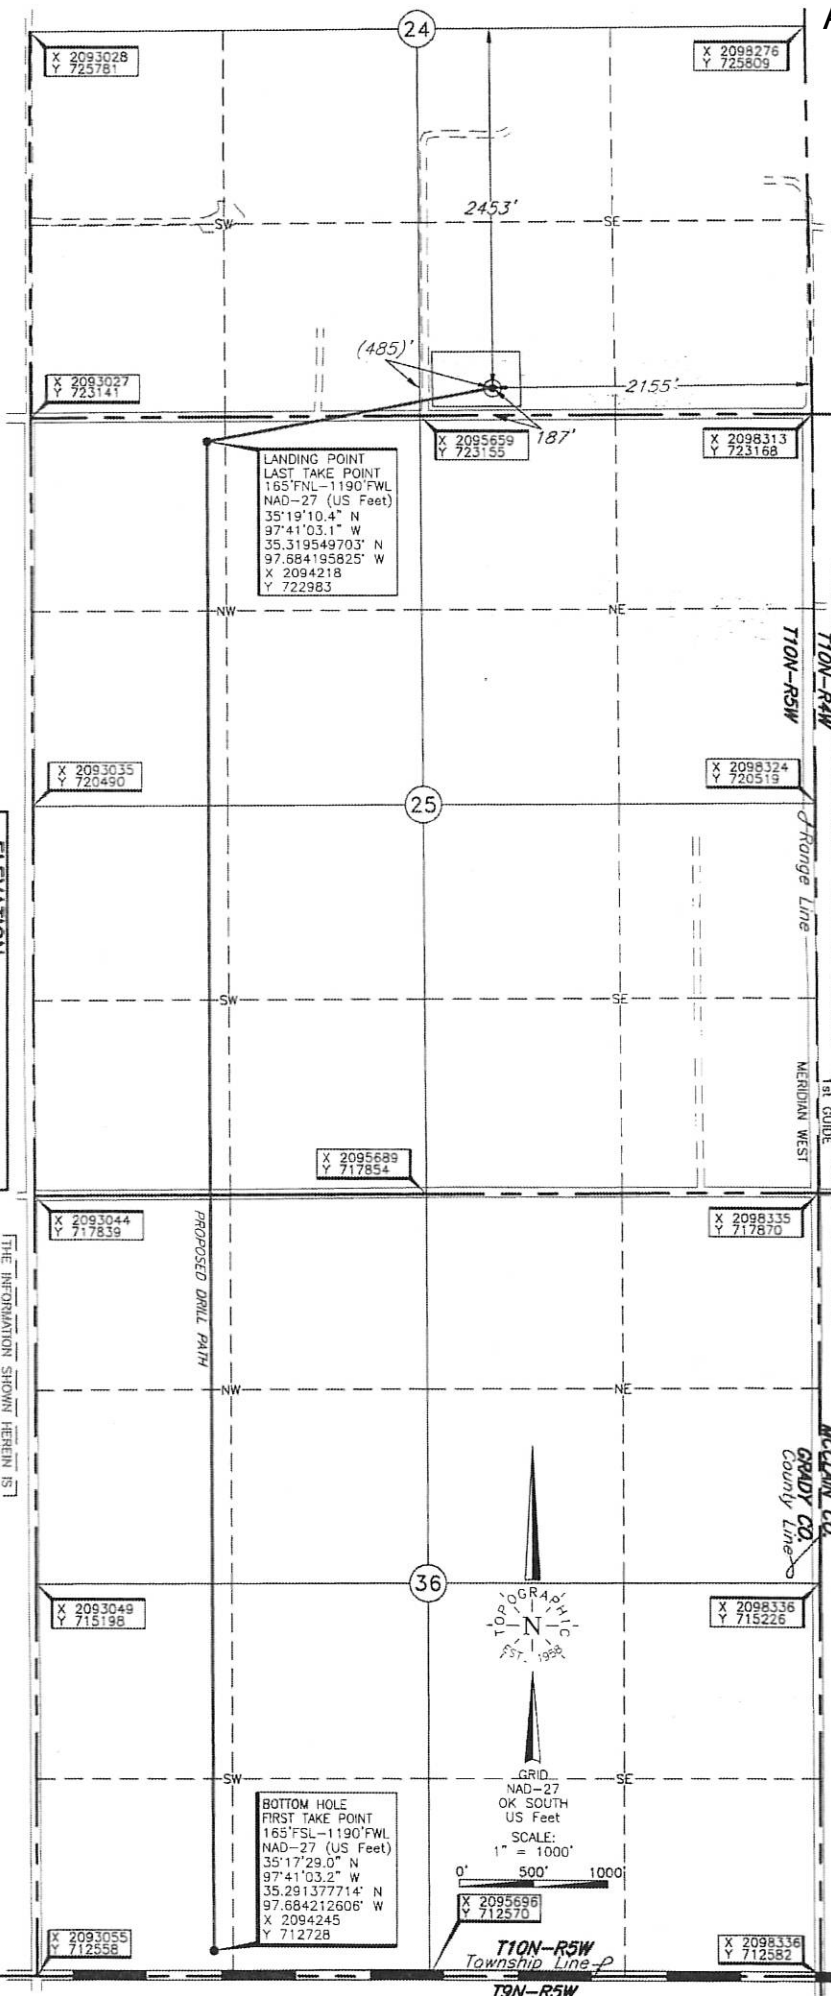 24
X 2093028
Y 725781
X 2098276
Y 725809
2453'
SW
SE
(485)'
2155'
X 2093027
Y 723141
187'
X 2095659
Y 723155
X 2098313
Y 723168
LANDING POINT
LAST TAKE POINT
165'FNL-1190'FWL
NAD-27 (US Feet)
35°19'10.4" N
97°41'03.1" W
35.319549703° N
97.684195825° W
X 2094218
Y 722983
NW
NE
T10N-R5W
T10N-R4W
X 2093035
Y 720490
X 2098324
Y 720519
25
Range Line
SW
SE
MERIDIAN WEST
1st GUIDE
X 2095689
Y 717854
X 2093044
Y 717839
X 2098335
Y 717870
PROPOSED DRILL PATH
THE INFORMATION SHOWN HEREIN IS
NW
NE
GRADY CO.
County Line
36
X 2093049
Y 715198
X 2098336
Y 715226
TOPOGRAPHIC
N
EST. 1958
SW
SE
GRID
NAD-27
OK SOUTH
US Feet
SCALE:
1" = 1000'
0' 500' 1000'
BOTTOM HOLE
FIRST TAKE POINT
165'FSL-1190'FWL
NAD-27 (US Feet)
35°17'29.0" N
97°41'03.2" W
35.291377714° N
97.684212606° W
X 2094245
Y 712728
X 2095696
Y 712570
X 2093055
Y 712558
X 2098336
Y 712582
T10N-R5W
Township Line
T9N-R5W